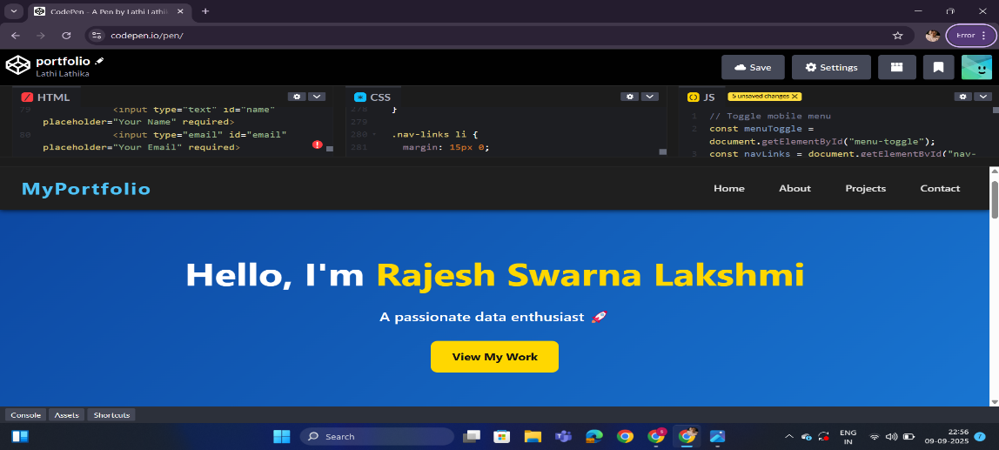 CodePen - A Pen by Lathi Lathik
codepen.io/pen/
Error
portfolio
Lathi Lathika
Save
Settings
HTML
79 <input type="text" id="name"
placeholder="Your Name" required>
80 <input type="email" id="email"
placeholder="Your Email" required>
CSS
278 }
279
280 .nav-links li {
281 margin: 15px 0;
JS
5 unsaved changes X
1 // Toggle mobile menu
2 const menuToggle =
document.getElementById("menu-toggle");
3 const navLinks = document.getElementById("nav-
MyPortfolio
Home About Projects Contact
Hello, I'm Rajesh Swarna Lakshmi
A passionate data enthusiast 🚀
View My Work
Console Assets Shortcuts
Search
ENG
IN
22:56
09-09-2025